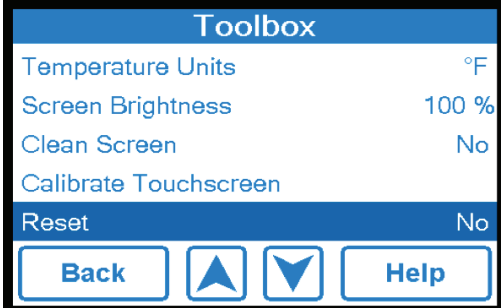 Toolbox
Temperature Units °F
Screen Brightness 100 %
Clean Screen No
Calibrate Touchscreen
Reset No
Back Help